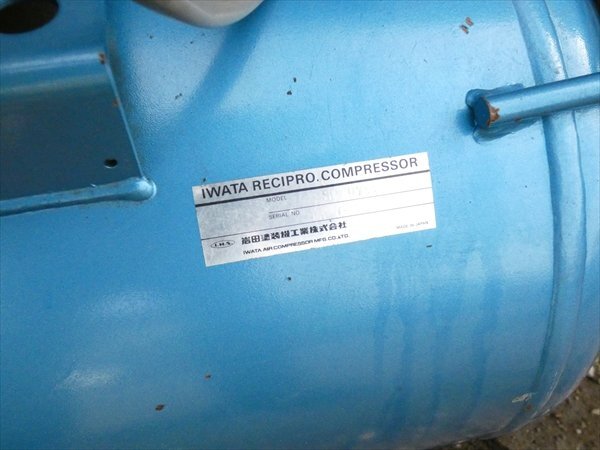 IWATA RECIPRO. COMPRESSOR
MODEL
SERIAL NO
I.H.S. 岩田塗装機工業株式会社 MADE IN JAPAN
IWATA AIR COMPRESSOR MFG. CO., LTD.